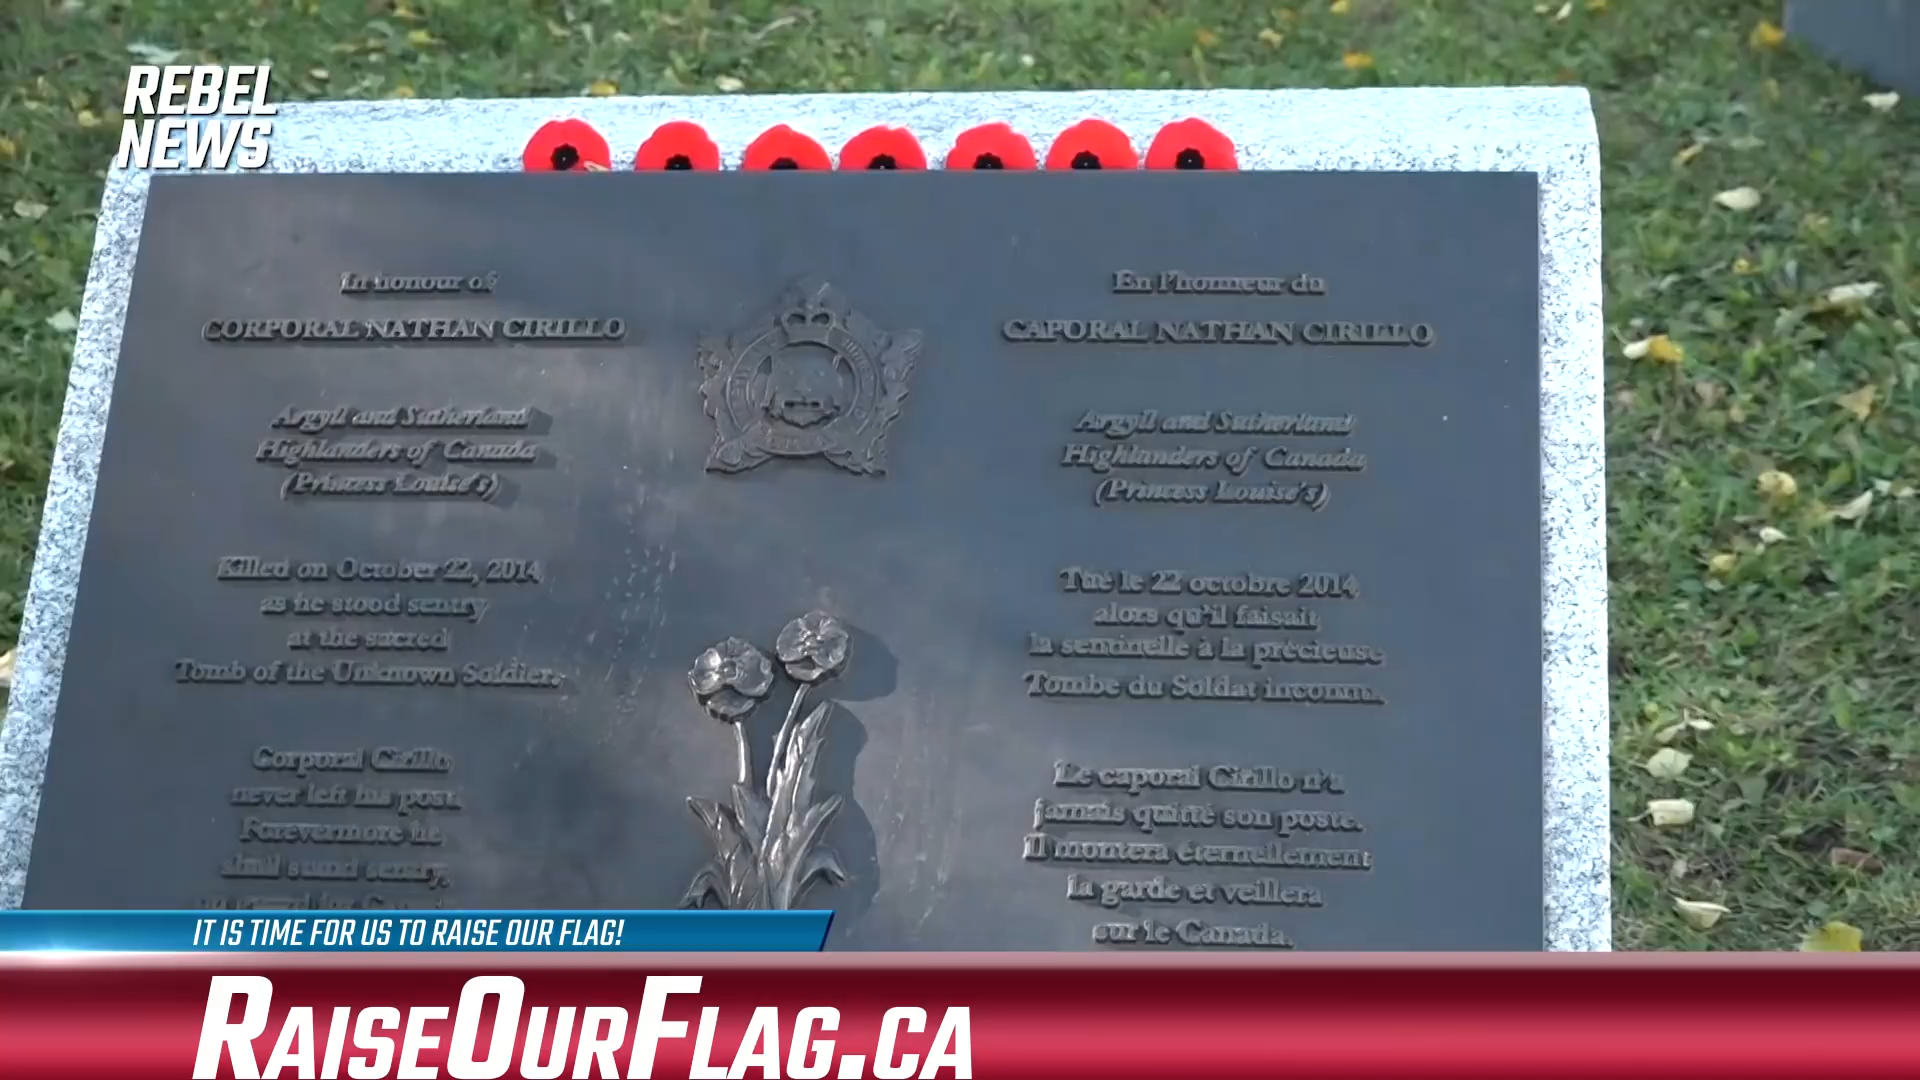 REBEL
NEWS
In honour of
CORPORAL NATHAN CIRILLO
Argyll and Sutherland
Highlanders of Canada
(Princess Louise's)
Killed on October 22, 2014
as he stood sentry
at the sacred
Tomb of the Unknown Soldier.
Corporal Cirillo
never left his post.
Forevermore he
shall stand sentry,
En l'honneur du
CAPORAL NATHAN CIRILLO
Argyll and Sutherland
Highlanders of Canada
(Princess Louise's)
Tué le 22 octobre 2014
alors qu'il faisait
la sentinelle à la précieuse
Tombe du Soldat inconnu.
Le caporal Cirillo n'a
jamais quitté son poste.
Il montera éternellement
la garde et veillera
sur le Canada.
IT IS TIME FOR US TO RAISE OUR FLAG!
RAISEOURFLAG.CA